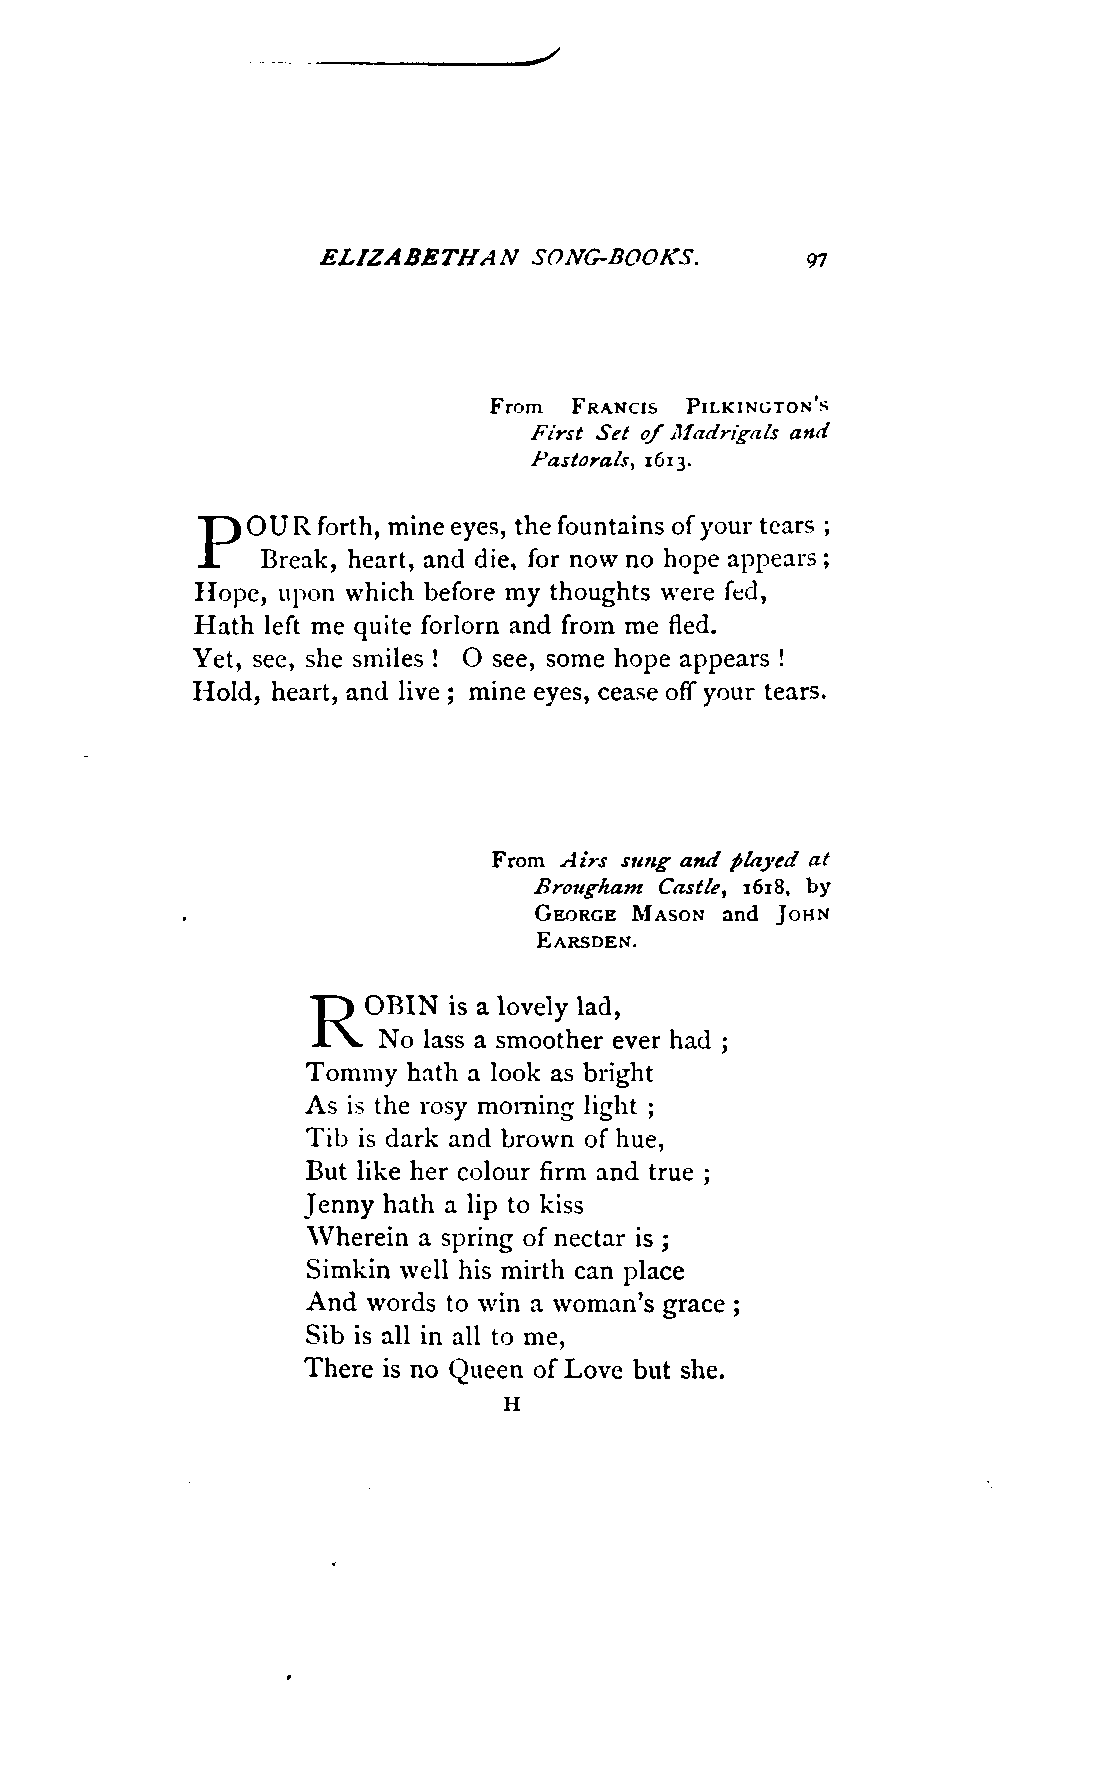 ELIZABETHAN SONG-BOOKS. 97
From FRANCIS PILKINGTON'S
First Set of Madrigals and
Pastorals, 1613.
POUR forth, mine eyes, the fountains of your tears ;
Break, heart, and die, for now no hope appears ;
Hope, upon which before my thoughts were fed,
Hath left me quite forlorn and from me fled.
Yet, see, she smiles ! O see, some hope appears !
Hold, heart, and live ; mine eyes, cease off your tears.
From Airs sung and played at
Brougham Castle, 1618, by
GEORGE MASON and JOHN
EARSDEN.
ROBIN is a lovely lad,
No lass a smoother ever had ;
Tommy hath a look as bright
As is the rosy morning light ;
Tib is dark and brown of hue,
But like her colour firm and true ;
Jenny hath a lip to kiss
Wherein a spring of nectar is ;
Simkin well his mirth can place
And words to win a woman's grace ;
Sib is all in all to me,
There is no Queen of Love but she.
H